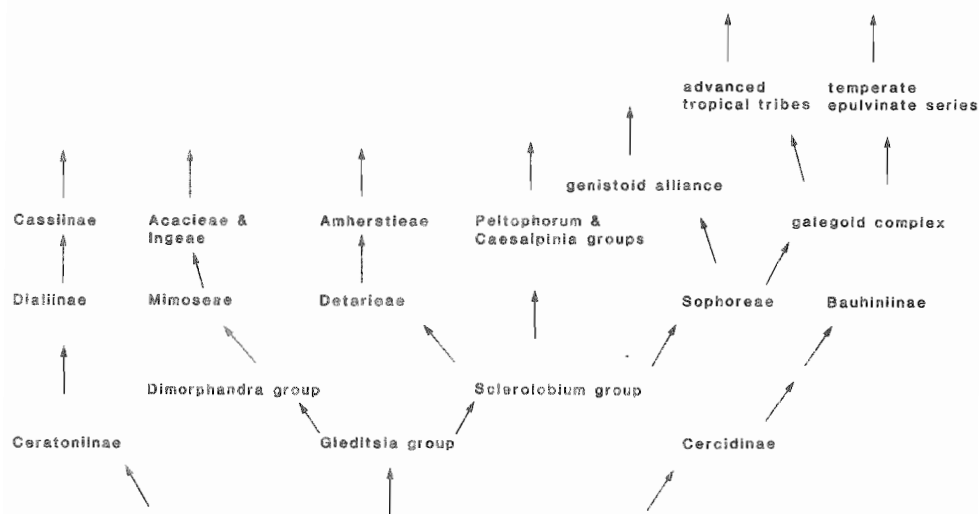 advanced
tropical tribes
temperate
epulvinate series
genistoid alliance
Cassiinae
Acacieae &
Ingeae
Amherstieae
Peltophorum &
Caesalpinia groups
galegoid complex
Dialiinae
Mimoseae
Detarieae
Sophoreae
Bauhiniinae
Dimorphandra group
Sclerolobium group
Ceratoniinae
Gleditsia group
Cercidinae